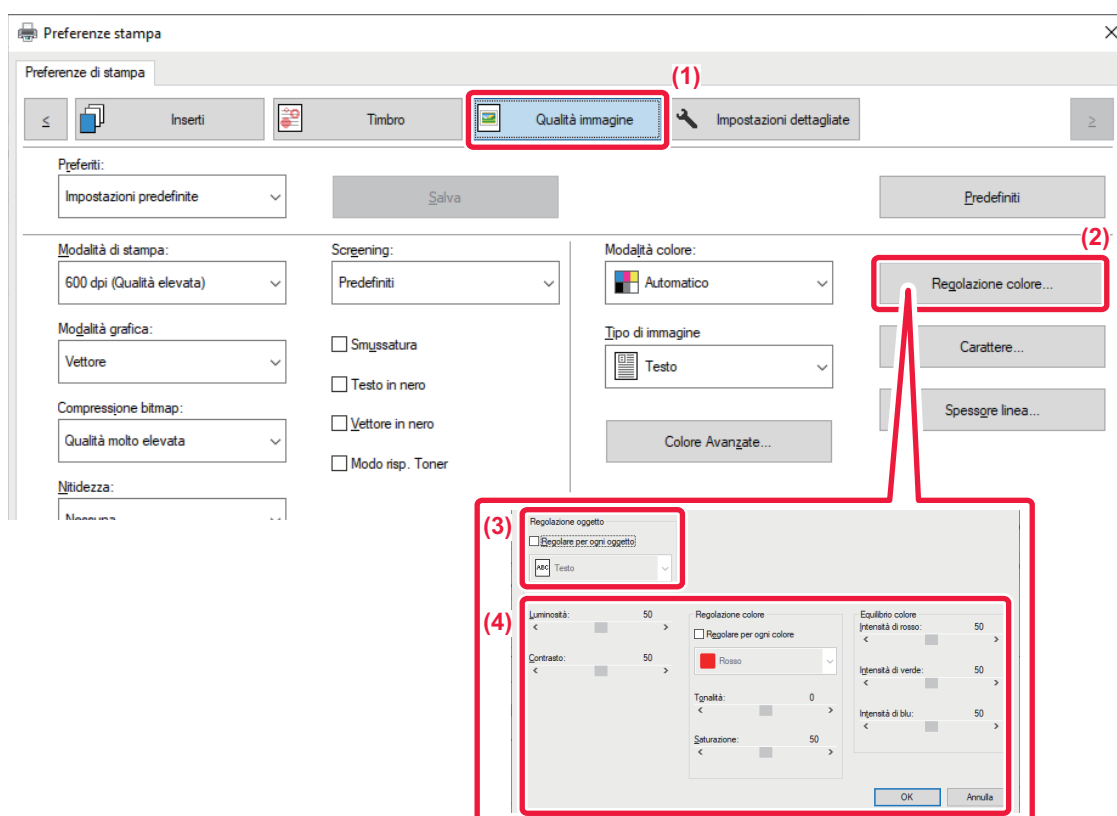 Preferenze stampa
Preferenze di stampa
(1)
<
Inserti
Timbro
Qualità immagine
Impostazioni dettagliate
>
Preferiti:
Impostazioni predefinite
Salva
Predefiniti
(2)
Modalità di stampa:
600 dpi (Qualità elevata)
Screening:
Predefiniti
Modalità colore:
Automatico
Regolazione colore...
Modalità grafica:
Vettore
Smussatura
Tipo di immagine
Testo
Carattere...
Testo in nero
Compressione bitmap:
Qualità molto elevata
Vettore in nero
Colore Avanzate...
Spessore linea...
Modo risp. Toner
Nitidezza:
Nessuna
(3)
Regolazione oggetto
Regolare per ogni oggetto
ABC Testo
(4)
Luminosità: 50
Contrasto: 50
Regolazione colore
Regolare per ogni colore
Rosso
Tonalità: 0
Saturazione: 50
Equilibrio colore
Intensità di rosso: 50
Intensità di verde: 50
Intensità di blu: 50
OK
Annulla